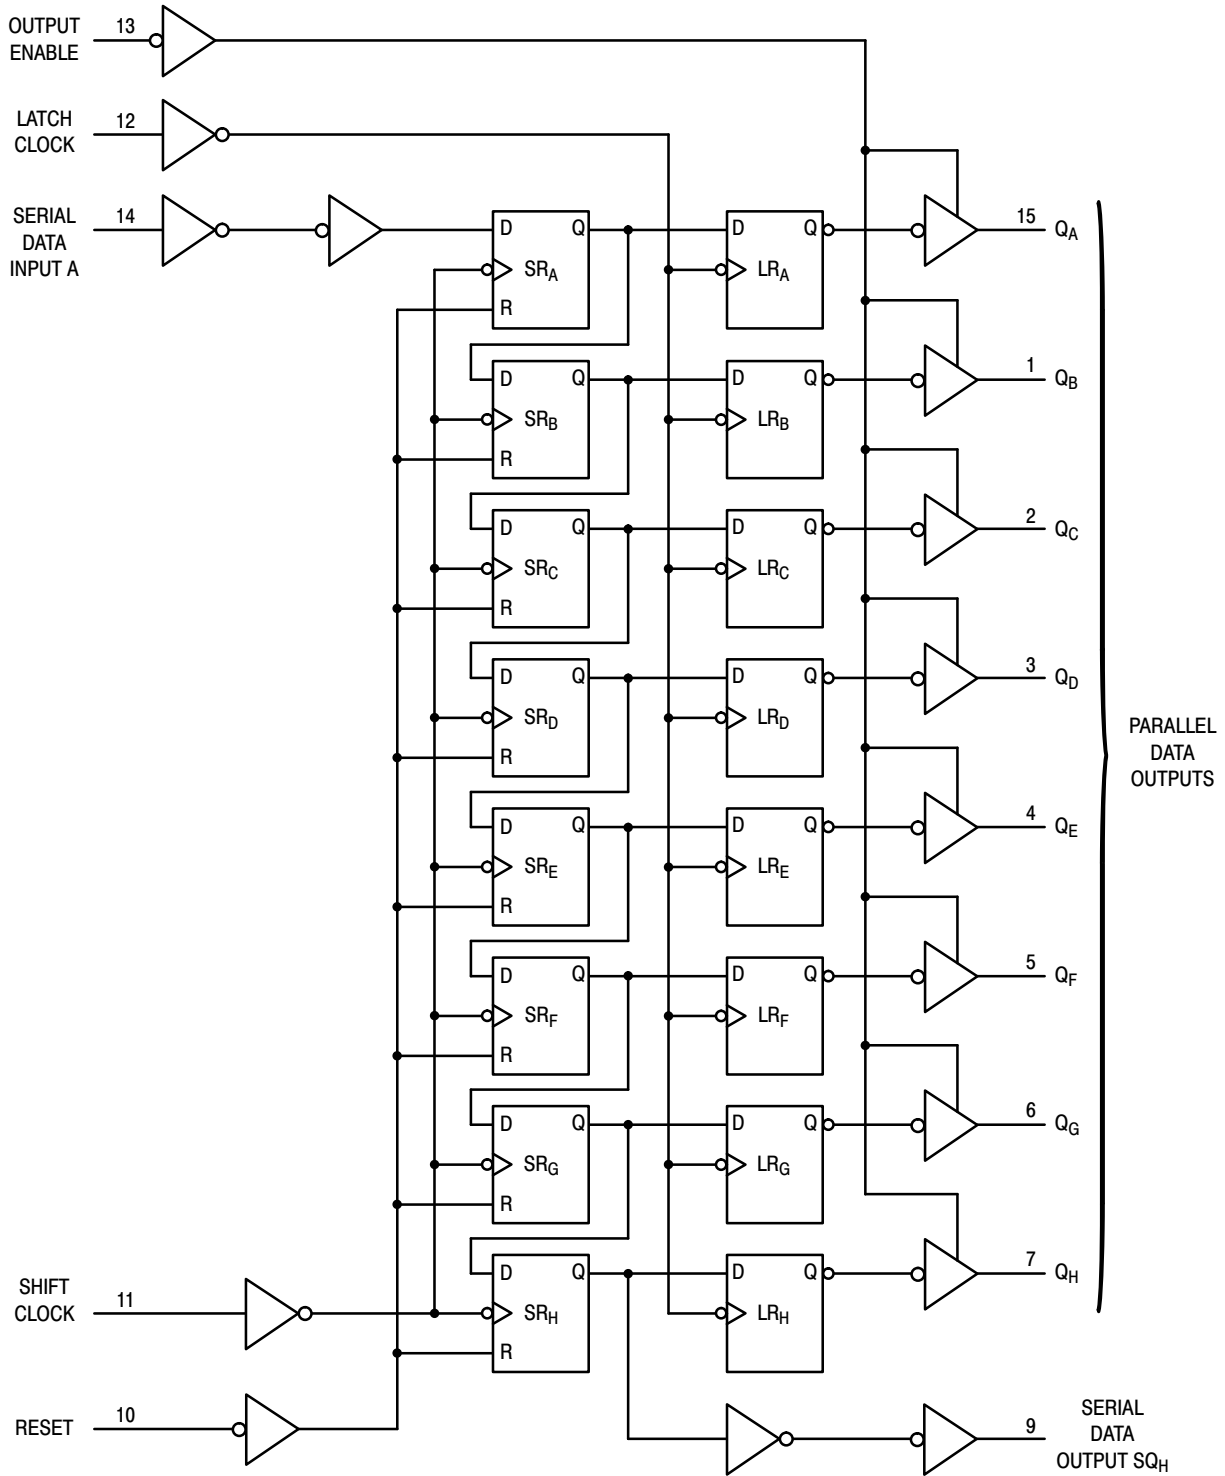 OUTPUT
ENABLE
13
LATCH
CLOCK
12
SERIAL
DATA
INPUT A
14
D Q
SRA
R
D Q
LRA
15 QA
D Q
SRB
R
D Q
LRB
1 QB
D Q
SRC
R
D Q
LRC
2 QC
D Q
SRD
R
D Q
LRD
3 QD
D Q
SRE
R
D Q
LRE
4 QE
D Q
SRF
R
D Q
LRF
5 QF
D Q
SRG
R
D Q
LRG
6 QG
D Q
SRH
R
D Q
LRH
7 QH
PARALLEL
DATA
OUTPUTS
SHIFT
CLOCK
11
RESET
10
9
SERIAL
DATA
OUTPUT SQH